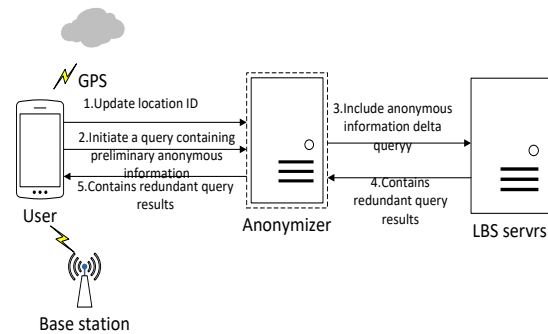 GPS
1.Update location ID
2.Initiate a query containing
preliminary anonymous
information
5.Contains redundant query
results
3.Include anonymous
information delta
queryy
4.Contains
redundant query
results
User
Anonymizer
LBS servrs
Base station